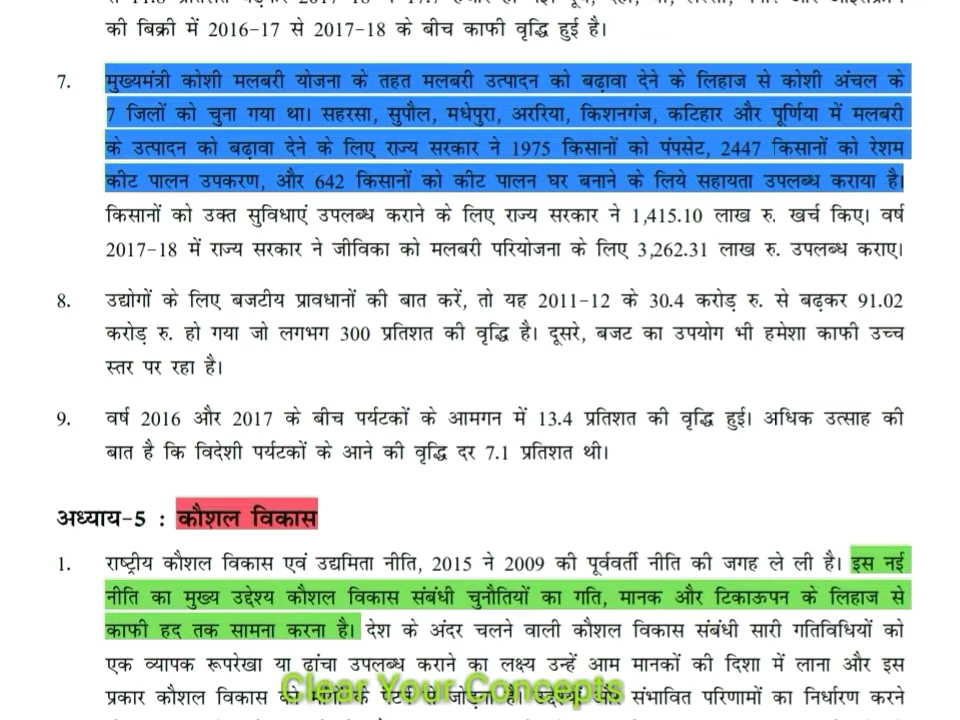 की बिक्री में 2016-17 से 2017-18 के बीच काफी वृद्धि हुई है।
7. मुख्यमंत्री कोशी मलबरी योजना के तहत मलबरी उत्पादन को बढ़ावा देने के लिहाज से कोशी अंचल के
7 जिलों को चुना गया था। सहरसा, सुपौल, मधेपुरा, अररिया, किशनगंज, कटिहार और पूर्णिया में मलबरी
के उत्पादन को बढ़ावा देने के लिए राज्य सरकार ने 1975 किसानों को पंपसेट, 2447 किसानों को रेशम
कीट पालन उपकरण, और 642 किसानों को कीट पालन घर बनाने के लिये सहायता उपलब्ध कराया है।
किसानों को उक्त सुविधाएं उपलब्ध कराने के लिए राज्य सरकार ने 1,415.10 लाख रु. खर्च किए। वर्ष
2017-18 में राज्य सरकार ने जीविका को मलबरी परियोजना के लिए 3,262.31 लाख रु. उपलब्ध कराए।
8. उद्योगों के लिए बजटीय प्रावधानों की बात करें, तो यह 2011-12 के 30.4 करोड़ रु. से बढ़कर 91.02
करोड़ रु. हो गया जो लगभग 300 प्रतिशत की वृद्धि है। दूसरे, बजट का उपयोग भी हमेशा काफी उच्च
स्तर पर रहा है।
9. वर्ष 2016 और 2017 के बीच पर्यटकों के आमगन में 13.4 प्रतिशत की वृद्धि हुई। अधिक उत्साह की
बात है कि विदेशी पर्यटकों के आने की वृद्धि दर 7.1 प्रतिशत थी।
अध्याय-5 : कौशल विकास
1. राष्ट्रीय कौशल विकास एवं उद्यमिता नीति, 2015 ने 2009 की पूर्ववर्ती नीति की जगह ले ली है। इस नई
नीति का मुख्य उद्देश्य कौशल विकास संबंधी चुनौतियों का गति, मानक और टिकाऊपन के लिहाज से
काफी हद तक सामना करना है। देश के अंदर चलने वाली कौशल विकास संबंधी सारी गतिविधियों को
एक व्यापक रूपरेखा या ढांचा उपलब्ध कराने का लक्ष्य उन्हें आम मानकों की दिशा में लाना और इस
प्रकार कौशल विकास को के से जोड़ना है। और संभावित परिणामों का निर्धारण करने
Clear Your Concepts